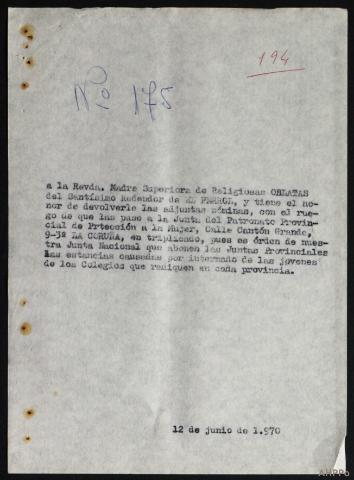 194
Nº 175
a la Revda. Madre Superiora de Religiosas OBLATAS
del Santísimo Redendor de EL FERROL, y tiene el ho-
nor de devolverle las adjuntas nóminas, con el rue-
go de que las pase a la Junta del Patronato Provin-
cial de Prtección a la Mujer, Calle Cantón Grande,
9-3º LA CORUÑA, en triplicado, pues es órden de nues-
tra Junta Nacional que abonen las Juntas Provinciales
las estancias causadas por internado de las jóvenes
de los Colegios que radiquen en cada provincia.
12 de junio de 1.970
AHPPO